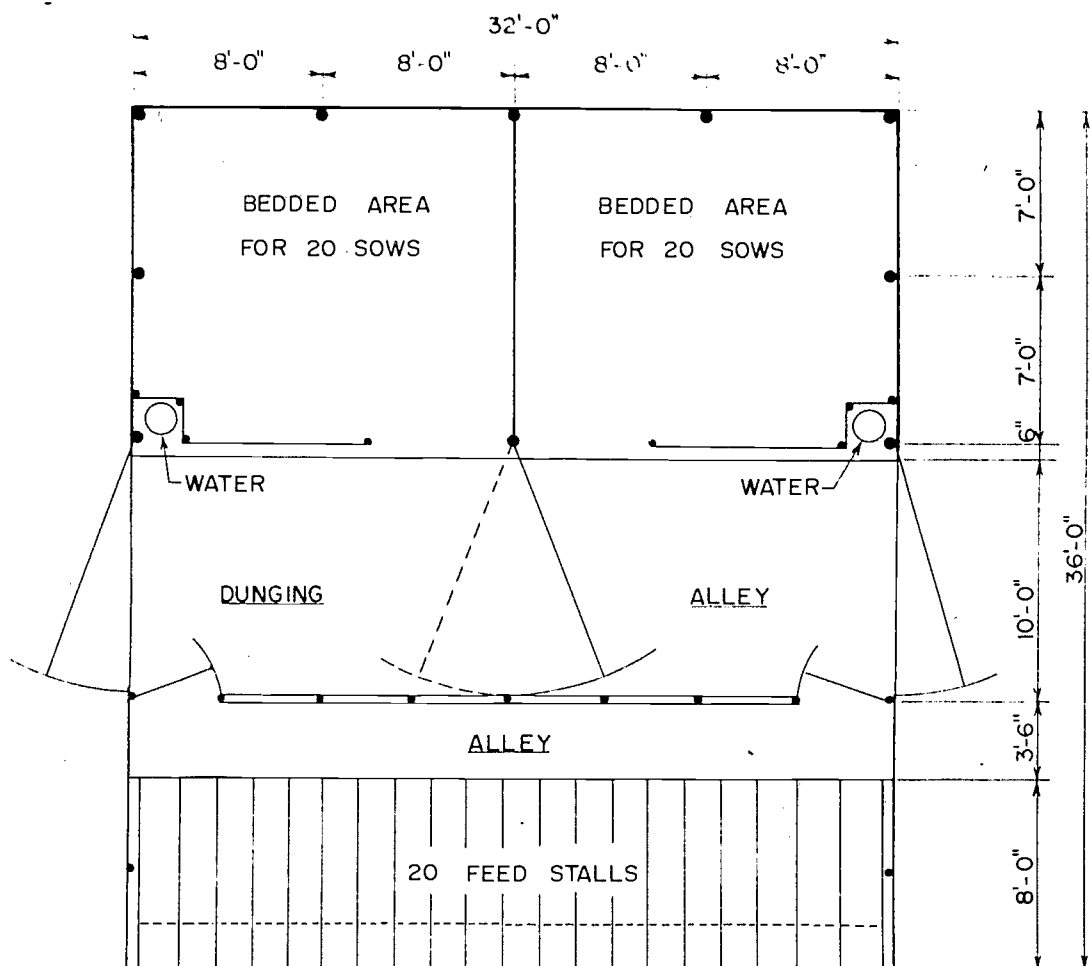 32'-0"
8'-0" 8'-0" 8'-0" 8'-0"
BEDDED AREA
FOR 20 SOWS
BEDDED AREA
FOR 20 SOWS
7'-0"
7'-0"
6"
WATER
WATER
DUNGING ALLEY
10'-0"
36'-0"
ALLEY
3'-6"
20 FEED STALLS
8'-0"